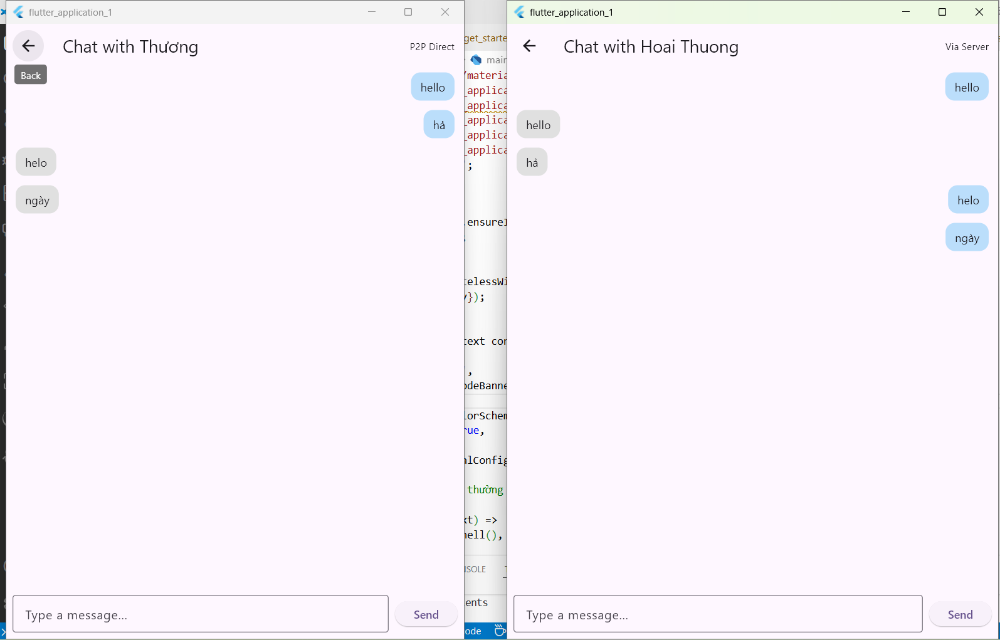 flutter_application_1
Chat with Thương
P2P Direct
Back
hello
hả
helo
ngày
Type a message...
Send
get_starte
main
/materia
_applica
_applica
_applica
_applica
_applica
;
.ensureI
telessWi
y});
text con
,
odeBanne
lorSchem
rue,
alConfig
thường
xt) =>
hell(),
NSOLE
ents
ode
flutter_application_1
Chat with Hoai Thuong
Via Server
hello
hello
hả
helo
ngày
Type a message...
Send